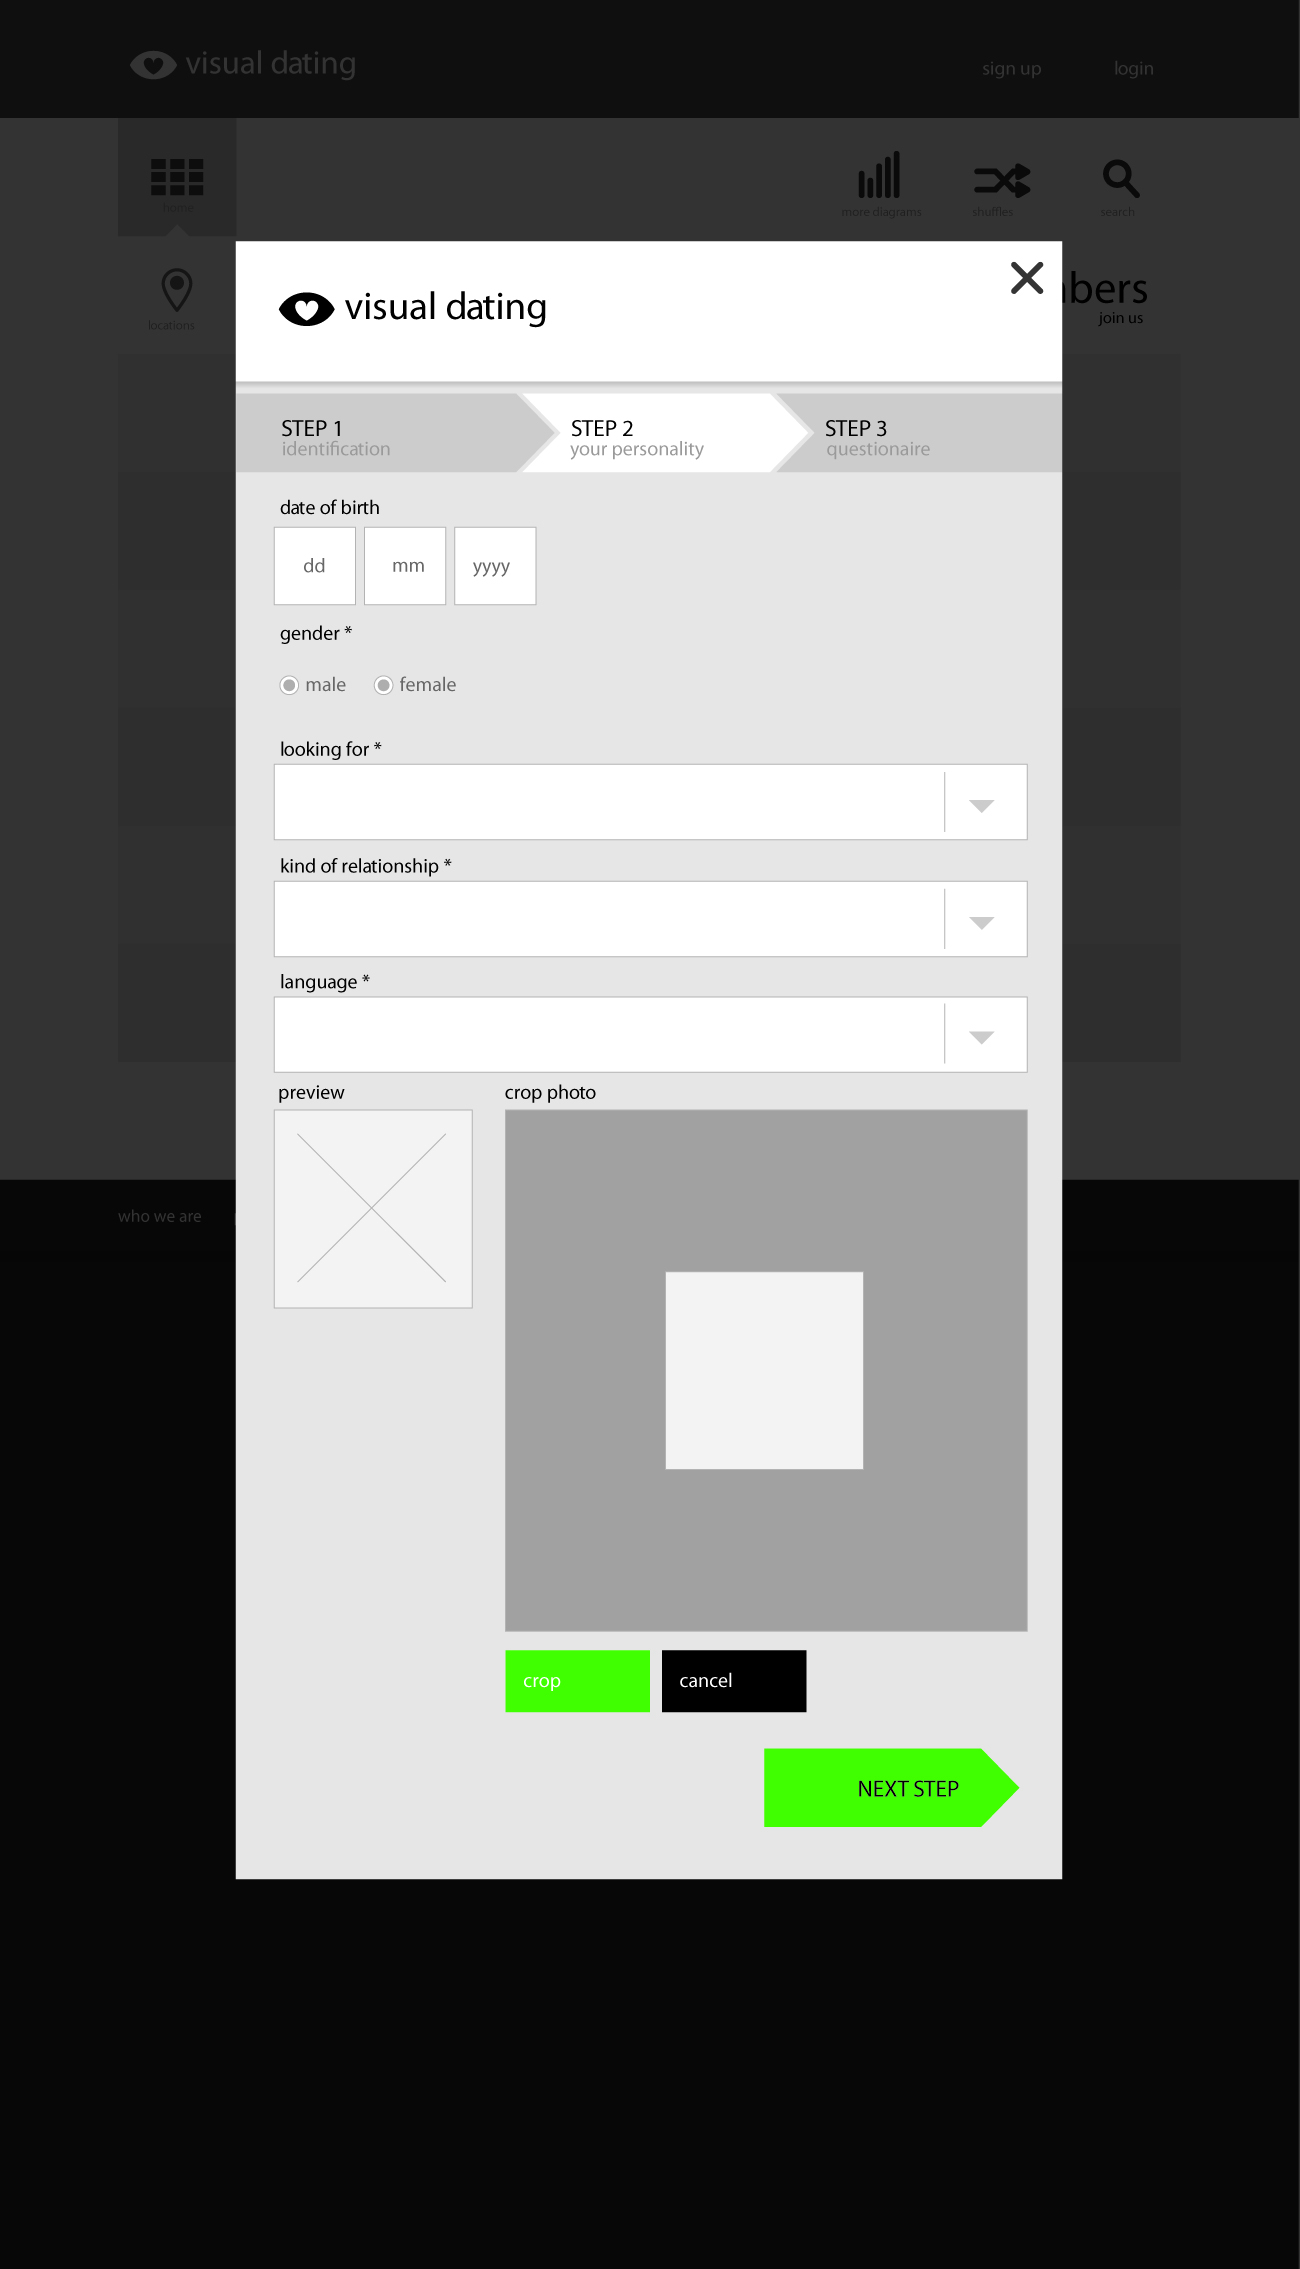 visual dating
sign up
login
home
more diagrams
shuffles
search
locations
bers
join us
visual dating
STEP 1
identification
STEP 2
your personality
STEP 3
questionaire
date of birth
dd
mm
yyyy
gender *
male
female
looking for *
kind of relationship *
language *
preview
crop photo
who we are
crop
cancel
NEXT STEP